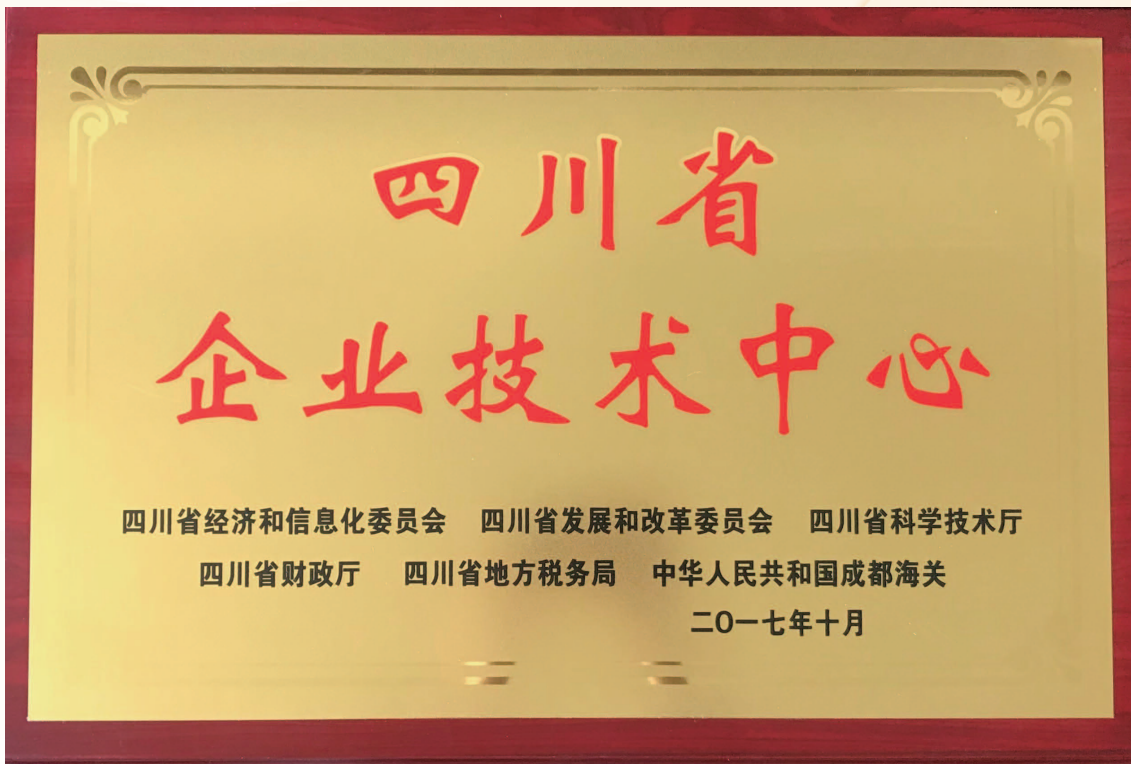 四川省
企业技术中心
四川省经济和信息化委员会 四川省发展和改革委员会 四川省科学技术厅
四川省财政厅 四川省地方税务局 中华人民共和国成都海关
二〇一七年十月